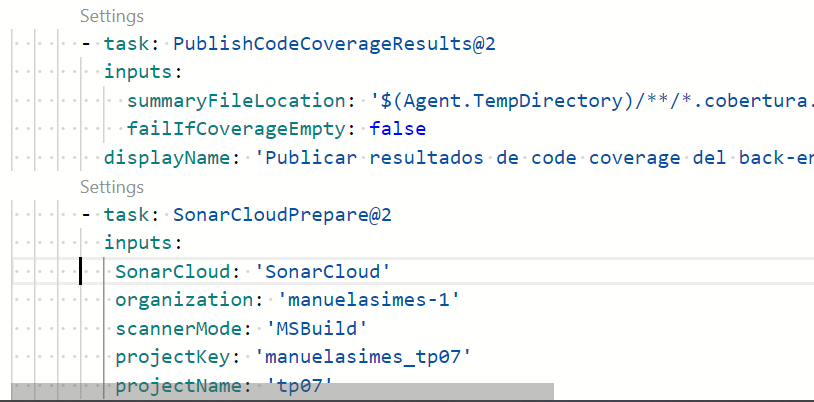 Settings
- task: PublishCodeCoverageResults@2
inputs:
summaryFileLocation: '$(Agent.TempDirectory)/**/*.cobertura.
failIfCoverageEmpty: false
displayName: 'Publicar resultados de code coverage del back-en
Settings
- task: SonarCloudPrepare@2
inputs:
SonarCloud: 'SonarCloud'
organization: 'manuelasimes-1'
scannerMode: 'MSBuild'
projectKey: 'manuelasimes_tp07'
projectName: 'tp07'